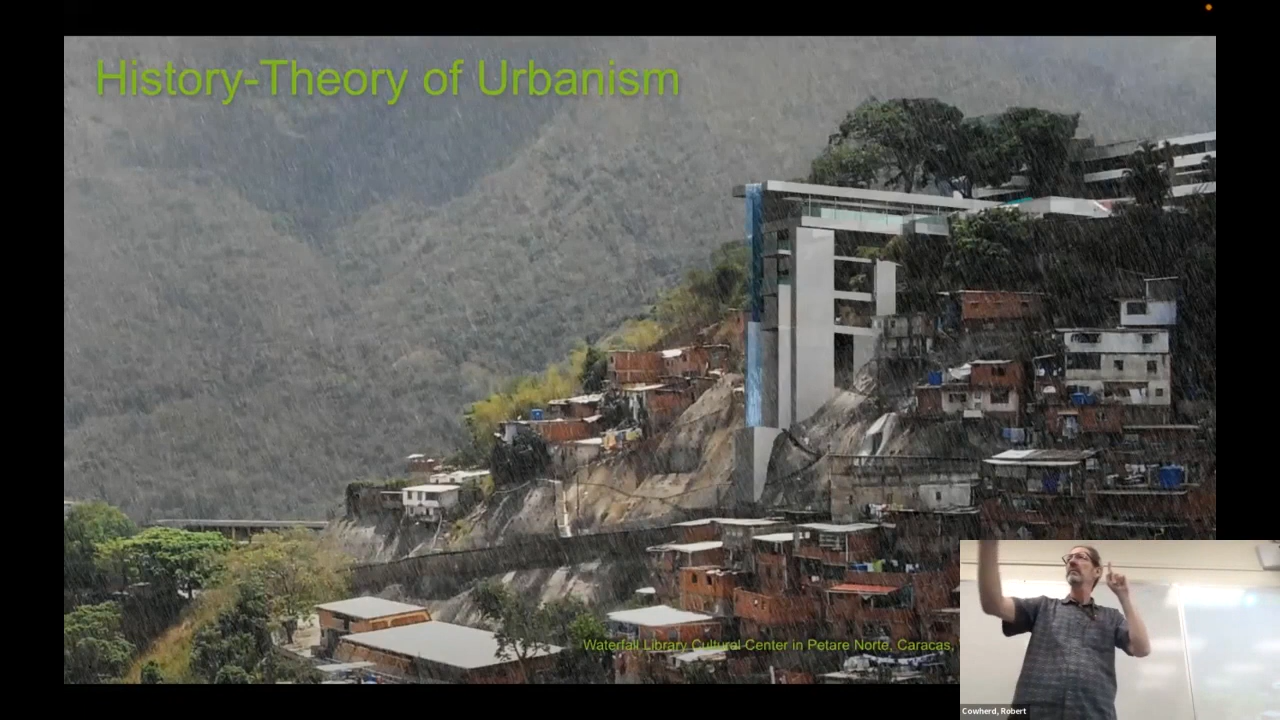 History-Theory of Urbanism
Waterfall Library Cultural Center in Petare Norte, Caracas,
Cowherd, Robert